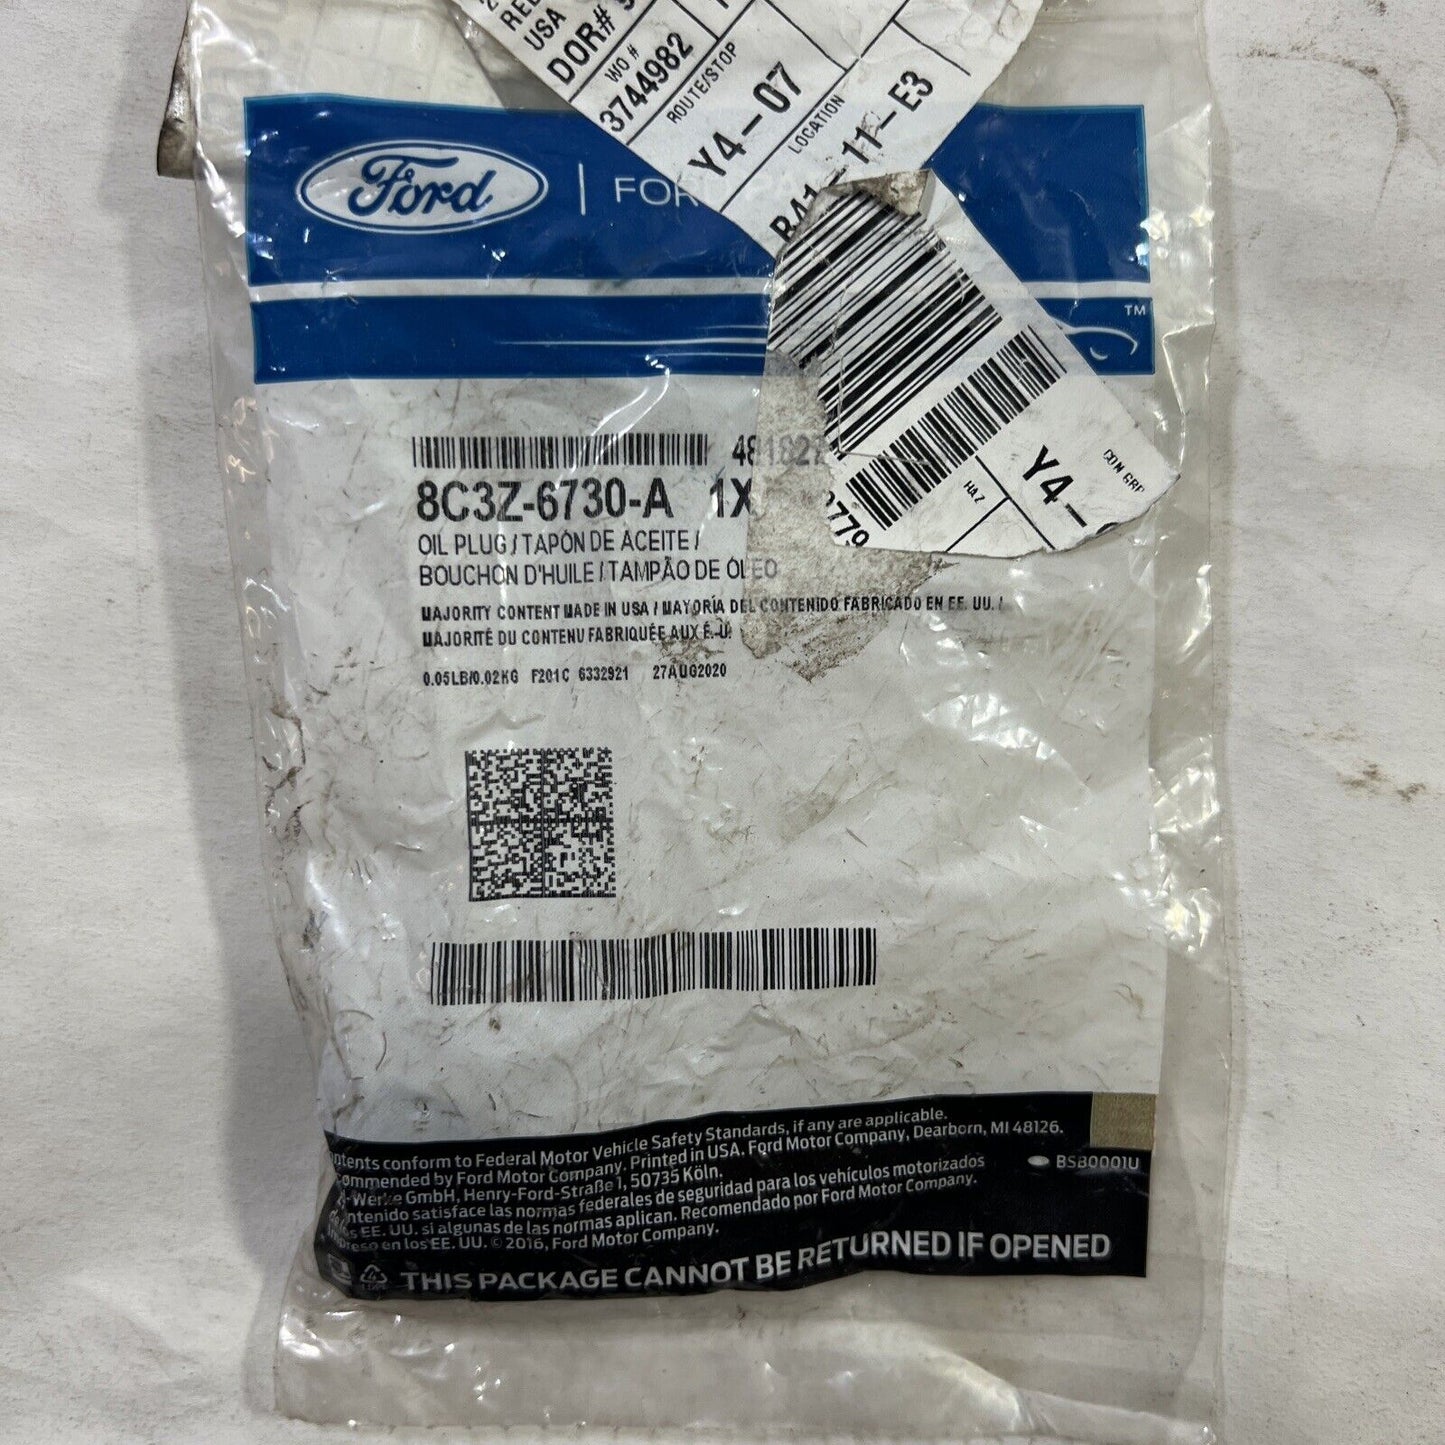 USA
DOR#
WO #
3744982
ROUTE/STOP
Y4-07
LOCATION
B41-11-E3
Ford
TM
CON GRP
HAZ
8C3Z-6730-A 1X
OIL PLUG / TAPÓN DE ACEITE /
BOUCHON D'HUILE / TAMPÃO DE ÓLEO
MAJORITY CONTENT MADE IN USA / MAYORÍA DEL CONTENIDO FABRICADO EN EE. UU. /
MAJORITÉ DU CONTENU FABRIQUÉE AUX É.-U.
0.05LB/0.02KG F201C 6332921 27AUG2020
conform to Federal Motor Vehicle Safety Standards, if any are applicable.
by Ford Motor Company. Printed in USA. Ford Motor Company, Dearborn, MI 48126.
GmbH, Henry-Ford-Straße 1, 50735 Köln.
satisface las normas federales de seguridad para los vehículos motorizados
EE. UU. si algunas de las normas aplican. Recomendado por Ford Motor Company.
en los EE. UU. © 2016, Ford Motor Company.
BSB0001U
THIS PACKAGE CANNOT BE RETURNED IF OPENED